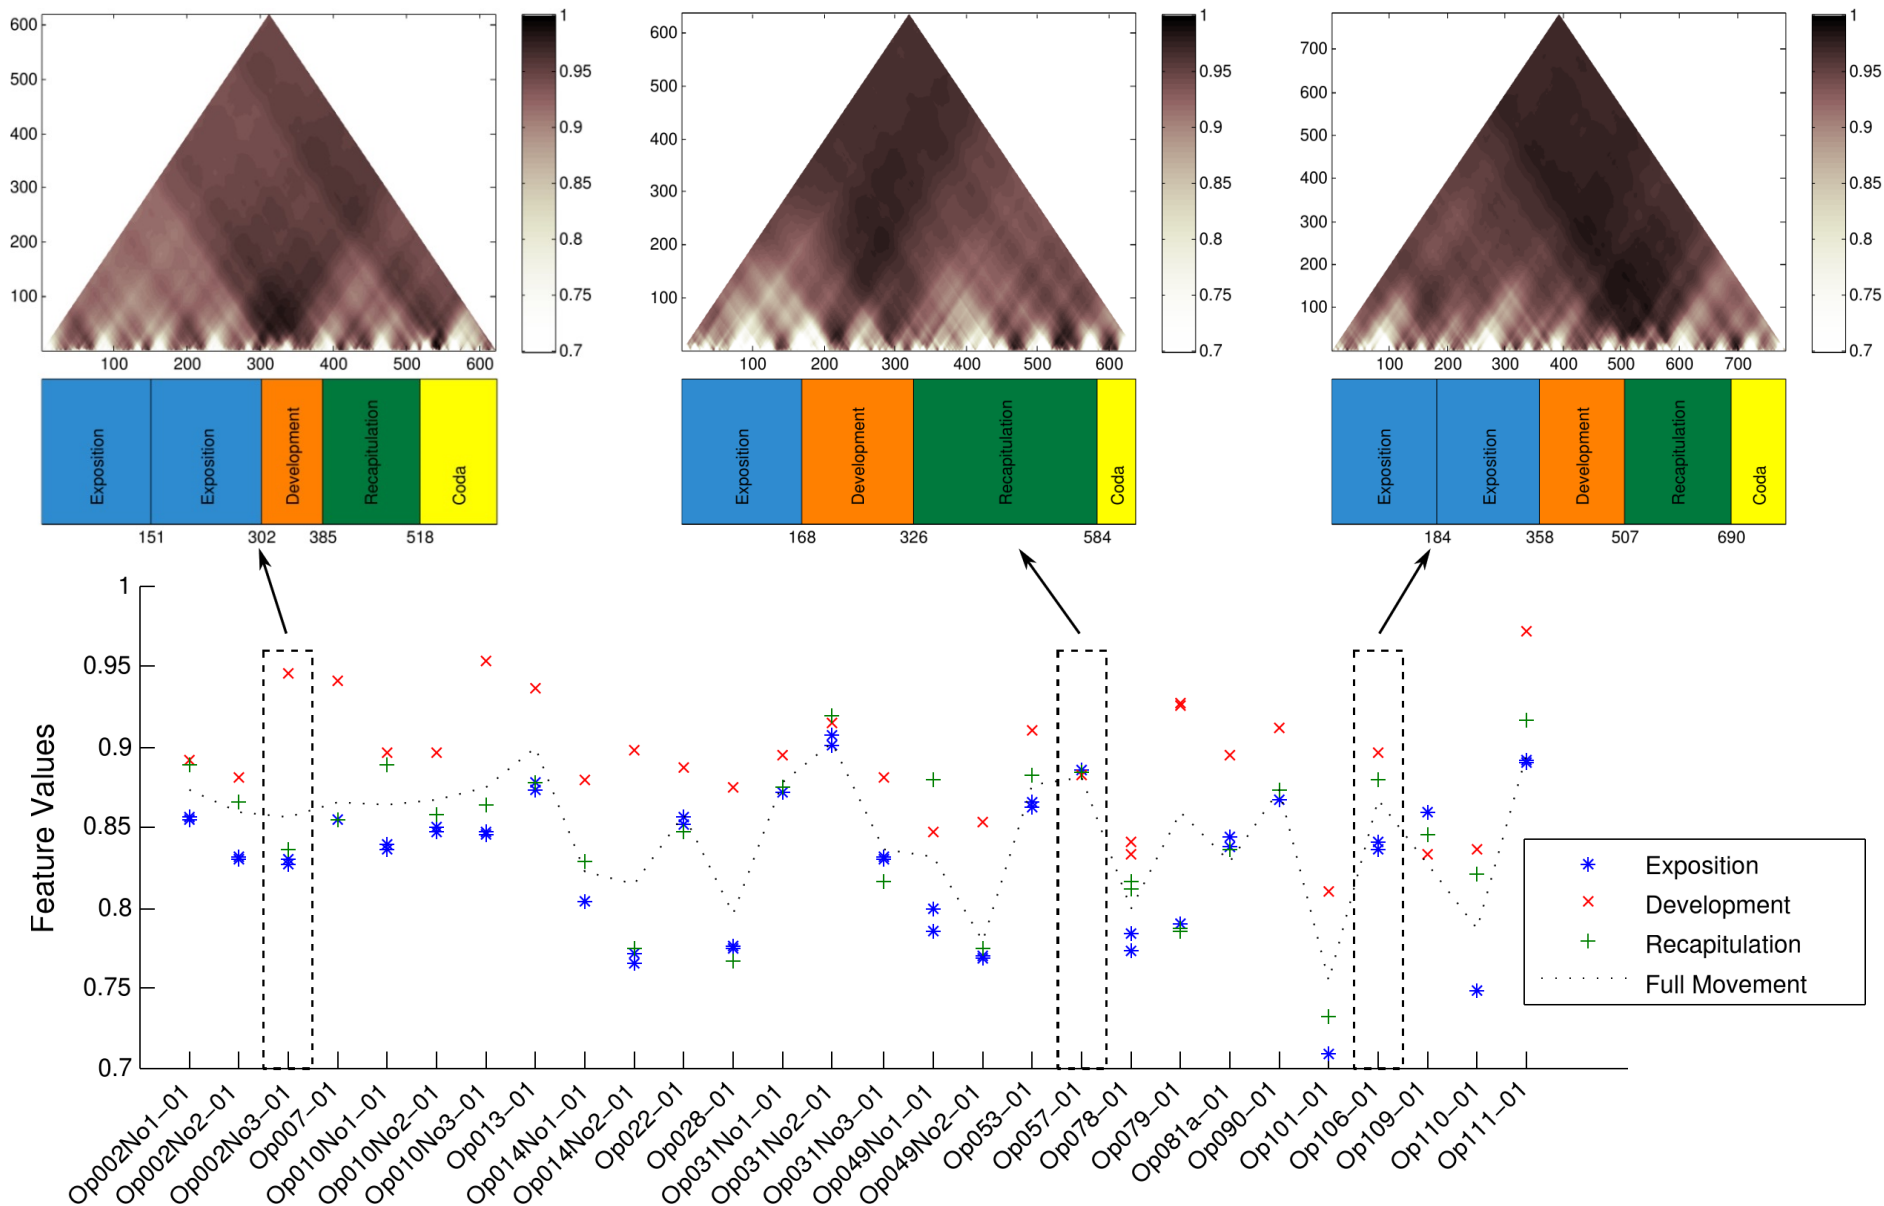 600
500
400
300
200
100
100 200 300 400 500 600
1
0.95
0.9
0.85
0.8
0.75
0.7
Exposition
Exposition
Development
Recapitulation
Coda
151 302 385 518
600
500
400
300
200
100
100 200 300 400 500 600
1
0.95
0.9
0.85
0.8
0.75
0.7
Exposition
Development
Recapitulation
Coda
168 326 584
700
600
500
400
300
200
100
100 200 300 400 500 600 700
1
0.95
0.9
0.85
0.8
0.75
0.7
Exposition
Exposition
Development
Recapitulation
Coda
184 358 507 690
Feature Values
1
0.95
0.9
0.85
0.8
0.75
0.7
Op002No1-01
Op002No2-01
Op002No3-01
Op007-01
Op010No1-01
Op010No2-01
Op010No3-01
Op013-01
Op014No1-01
Op014No2-01
Op022-01
Op028-01
Op031No1-01
Op031No2-01
Op031No3-01
Op049No1-01
Op049No2-01
Op053-01
Op057-01
Op078-01
Op079-01
Op081a-01
Op090-01
Op101-01
Op106-01
Op109-01
Op110-01
Op111-01
Exposition
Development
Recapitulation
Full Movement